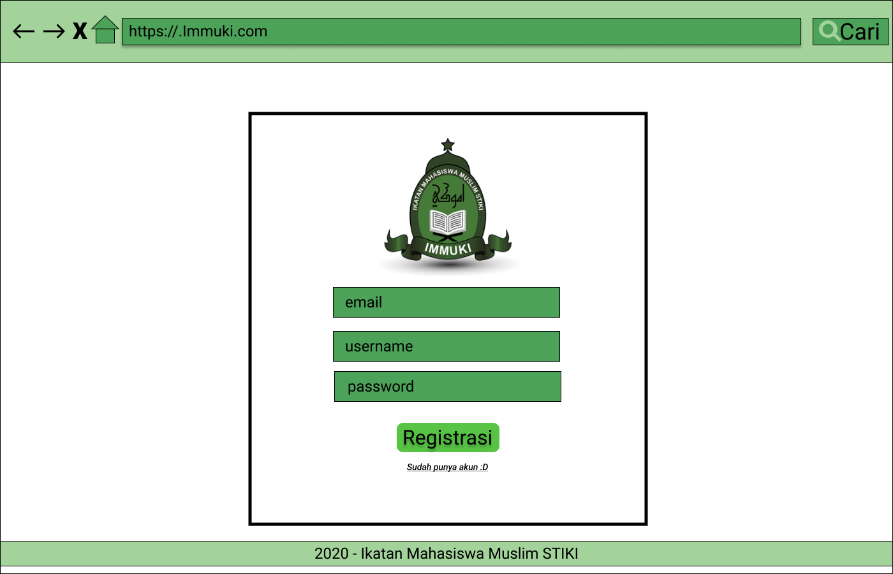 X
https://.Immuki.com
Cari
IKATAN MAHASISWA MUSLIM STIKI
اموكي
IMMUKI
email
username
password
Registrasi
Sudah punya akun :D
2020 - Ikatan Mahasiswa Muslim STIKI